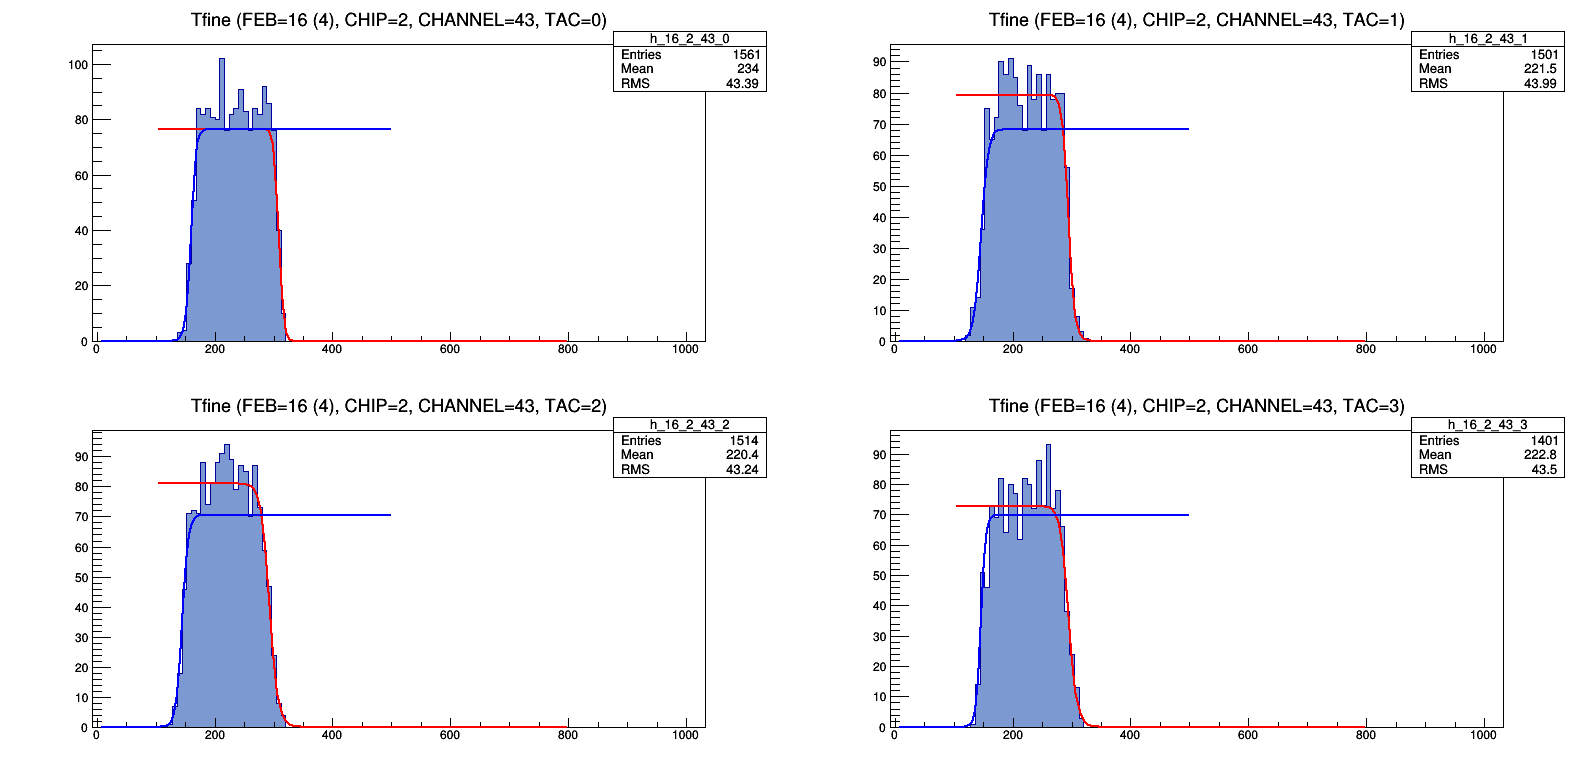 Tfine (FEB=16 (4), CHIP=2, CHANNEL=43, TAC=0)
h_16_2_43_0
Entries 1561
Mean 234
RMS 43.39
100
80
60
40
20
0
0 200 400 600 800 1000
Tfine (FEB=16 (4), CHIP=2, CHANNEL=43, TAC=1)
h_16_2_43_1
Entries 1501
Mean 221.5
RMS 43.99
90
80
70
60
50
40
30
20
10
0
0 200 400 600 800 1000
Tfine (FEB=16 (4), CHIP=2, CHANNEL=43, TAC=2)
h_16_2_43_2
Entries 1514
Mean 220.4
RMS 43.24
90
80
70
60
50
40
30
20
10
0
0 200 400 600 800 1000
Tfine (FEB=16 (4), CHIP=2, CHANNEL=43, TAC=3)
h_16_2_43_3
Entries 1401
Mean 222.8
RMS 43.5
90
80
70
60
50
40
30
20
10
0
0 200 400 600 800 1000